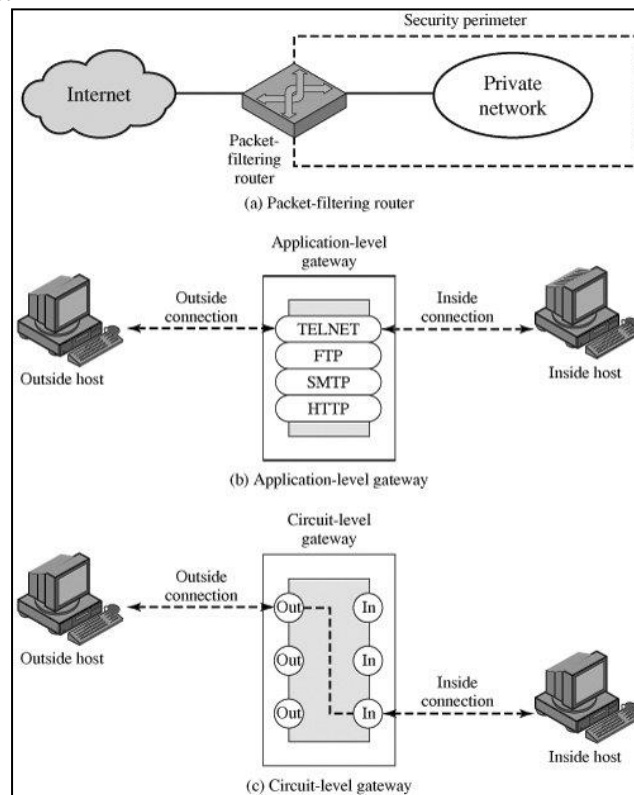 Security perimeter
Internet
Private
network
Packet-
filtering
router
(a) Packet-filtering router
Application-level
gateway
Outside
connection
Inside
connection
TELNET
FTP
SMTP
HTTP
Outside host
Inside host
(b) Application-level gateway
Circuit-level
gateway
Outside
connection
Out
In
Outside host
Out
In
Inside
connection
Out
In
Inside host
(c) Circuit-level gateway